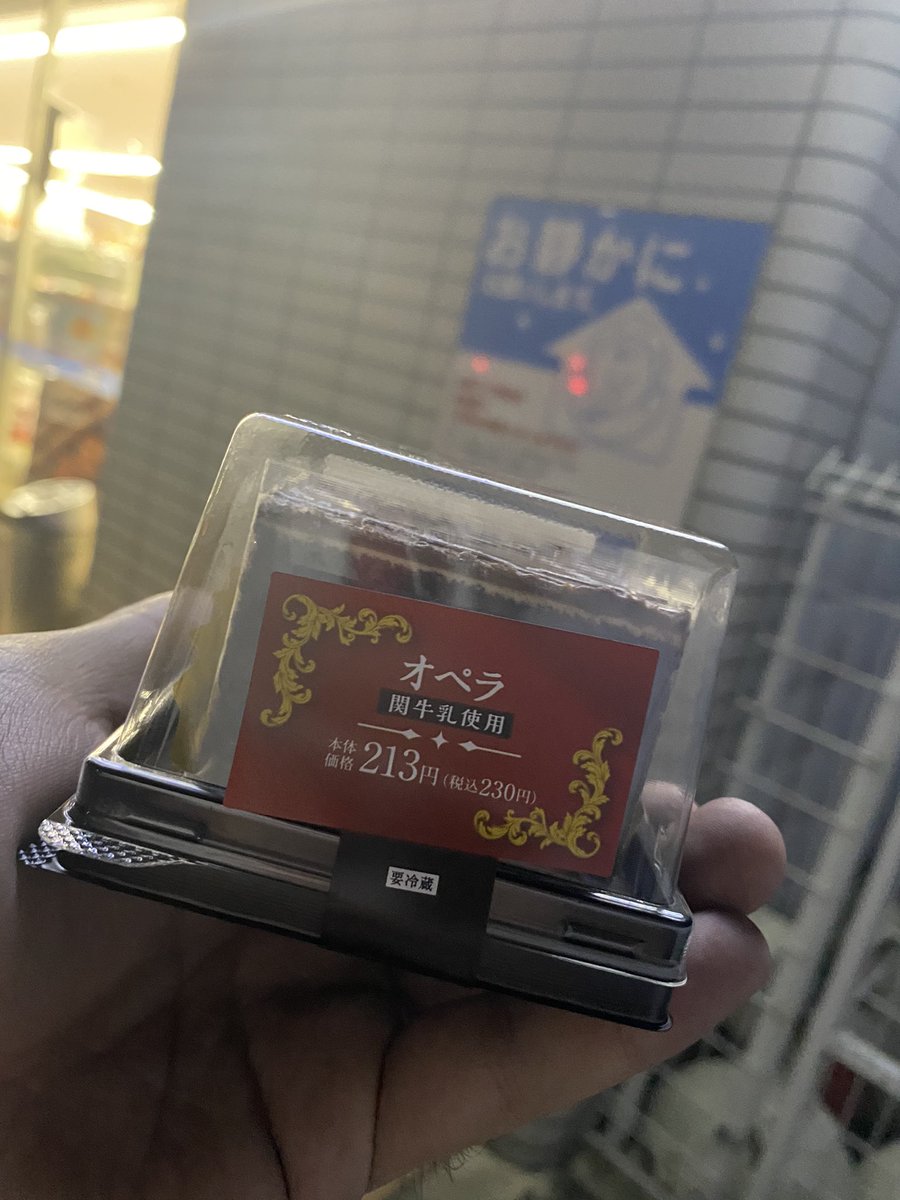 お静かに
オペラ
関牛乳使用
本体価格 213円(税込230円)
要冷蔵